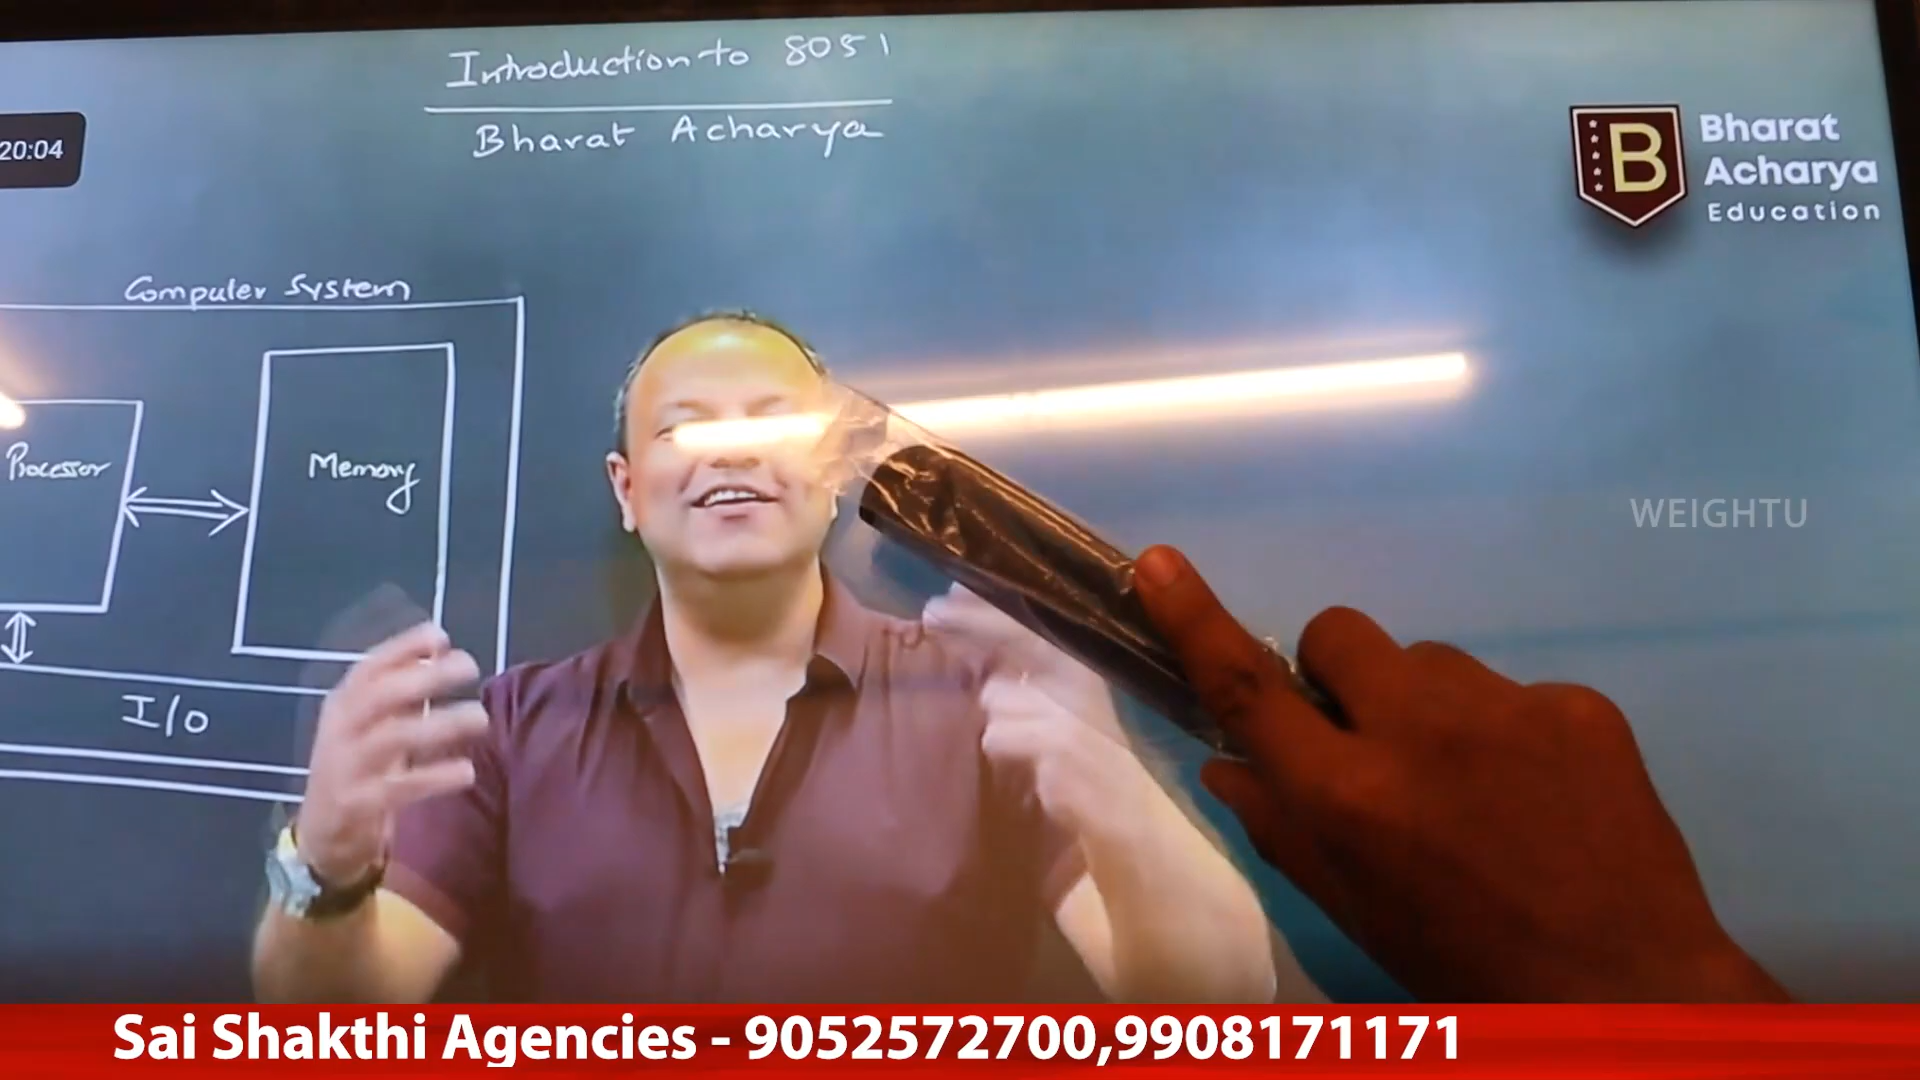 Introduction to 8051
Bharat Acharya
20:04
Bharat
Acharya
Education
B
Computer System
Processor
Memory
I/O
WEIGHTU
Sai Shakthi Agencies - 9052572700,9908171171